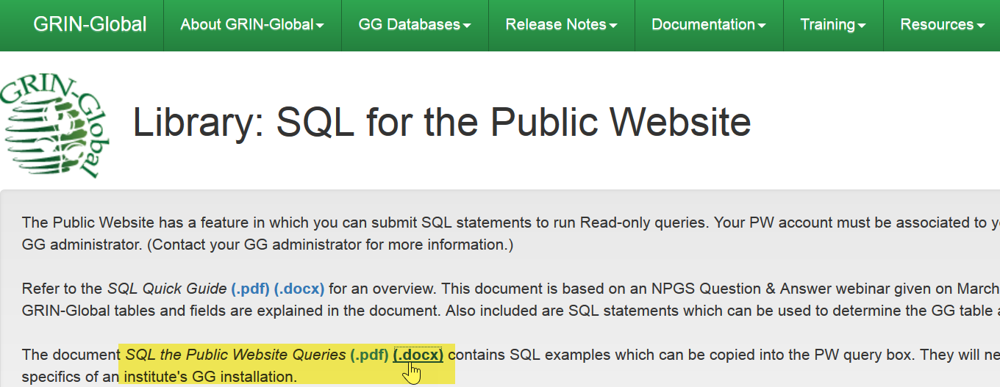 GRIN-Global About GRIN-Global GG Databases Release Notes Documentation Training Resources
GRIN-Global
Library: SQL for the Public Website
The Public Website has a feature in which you can submit SQL statements to run Read-only queries. Your PW account must be associated to
GG administrator. (Contact your GG administrator for more information.)
Refer to the SQL Quick Guide (.pdf) (.docx) for an overview. This document is based on an NPGS Question & Answer webinar given on March
GRIN-Global tables and fields are explained in the document. Also included are SQL statements which can be used to determine the GG table
The document SQL the Public Website Queries (.pdf) (.docx) contains SQL examples which can be copied into the PW query box. They will
specifics of an institute's GG installation.